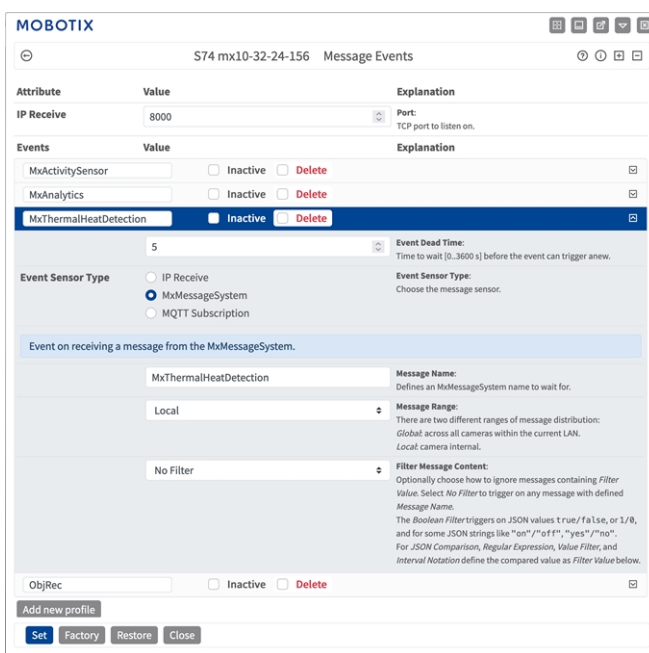 MOBOTIX
S74 mx10-32-24-156 Message Events
Attribute Value Explanation
IP Receive 8000 Port:
TCP port to listen on.
Events Value Explanation
MxActivitySensor Inactive Delete
MxAnalytics Inactive Delete
MxThermalHeatDetection Inactive Delete
5 Event Dead Time:
Time to wait [0..3600 s] before the event can trigger anew.
Event Sensor Type IP Receive Event Sensor Type:
Choose the message sensor.
MxMessageSystem
MQTT Subscription
Event on receiving a message from the MxMessageSystem.
MxThermalHeatDetection Message Name:
Defines an MxMessageSystem name to wait for.
Local Message Range:
There are two different ranges of message distribution:
Global: across all cameras within the current LAN.
Local: camera internal.
No Filter Filter Message Content:
Optionally choose how to ignore messages containing Filter
Value. Select No Filter to trigger on any message with defined
Message Name.
The Boolean Filter triggers on JSON values true/false, or 1/0,
and for some JSON strings like "on"/"off", "yes"/"no".
For JSON Comparison, Regular Expression, Value Filter, and
Interval Notation define the compared value as Filter Value below.
ObjRec Inactive Delete
Add new profile
Set Factory Restore Close